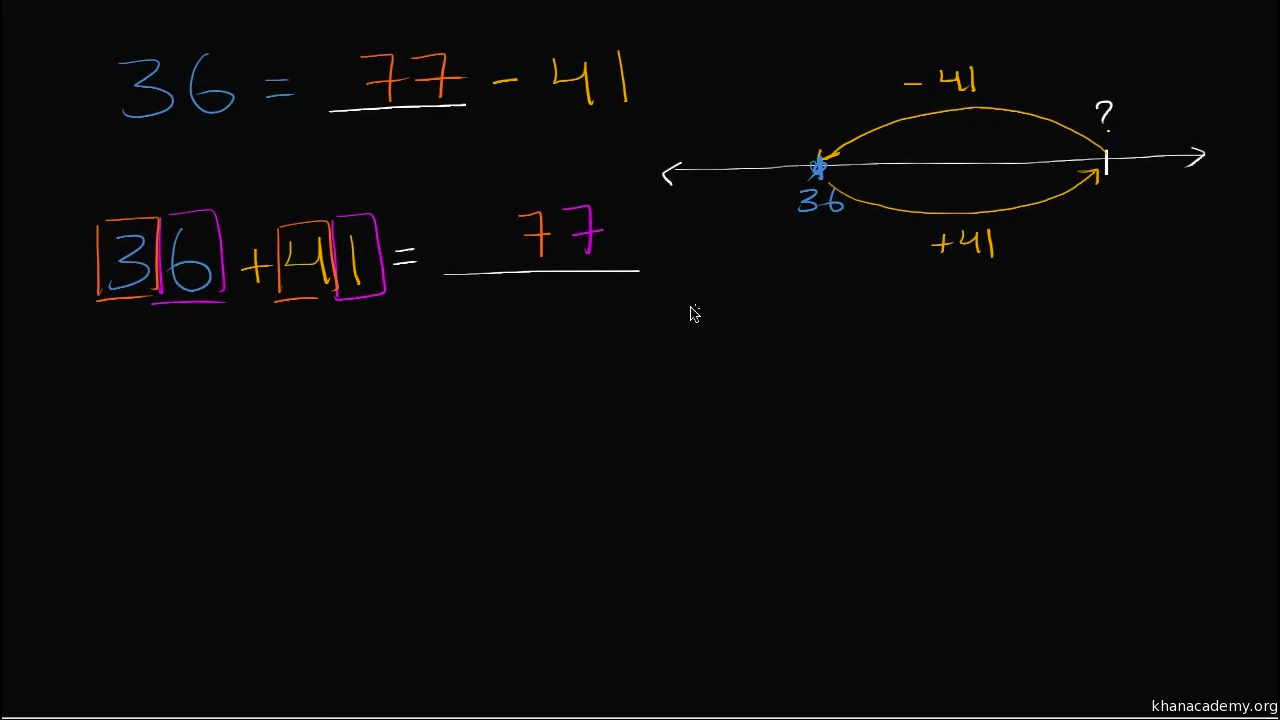 36 = 77 - 41
- 41
?
36
+41
36 + 41 = 77
khanacademy.org